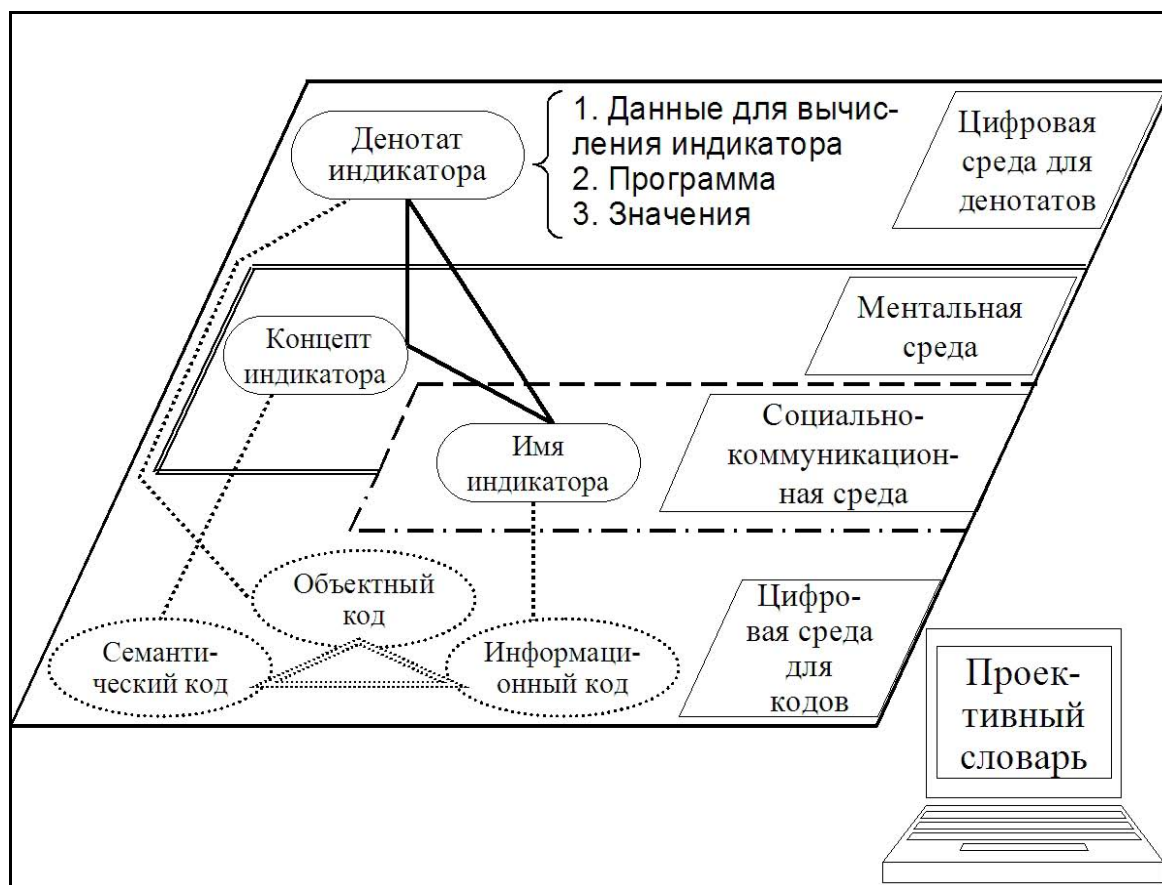 Денотат
индикатора
1. Данные для вычис-
ления индикатора
2. Программа
3. Значения
Цифровая
среда для
денотатов
Концепт
индикатора
Ментальная
среда
Имя
индикатора
Социально-
коммуникацион-
ная среда
Объектный
код
Семанти-
ческий код
Информаци-
онный код
Цифро-
вая среда
для
кодов
Проек-
тивный
словарь